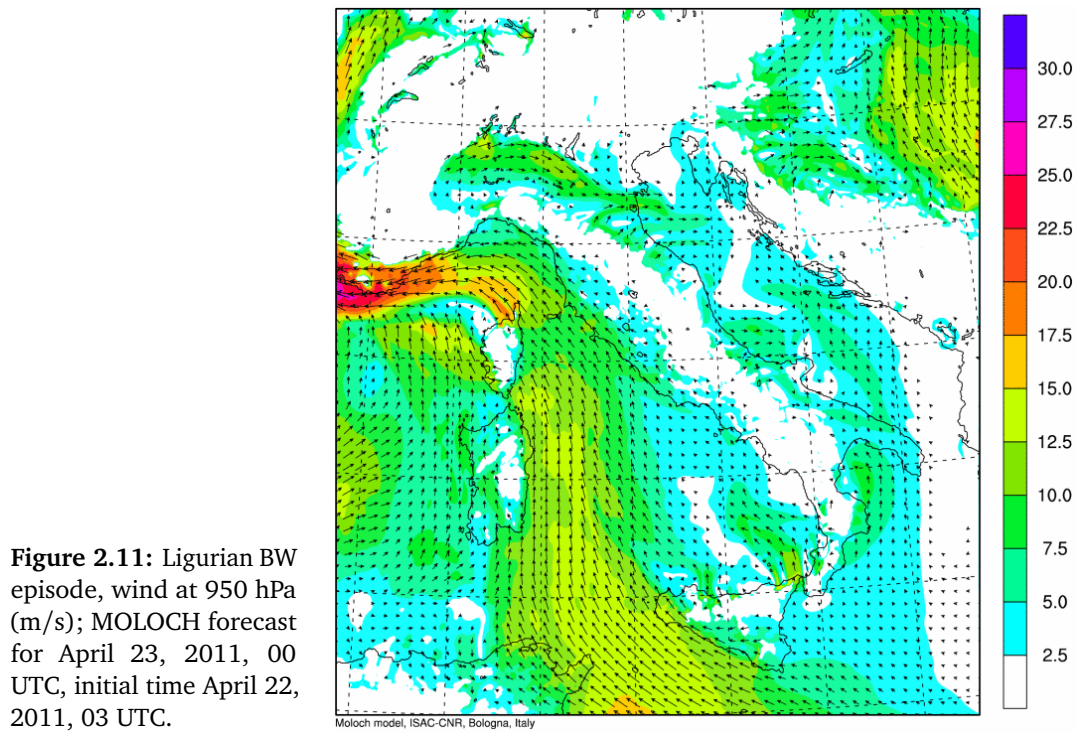 30.0
27.5
25.0
22.5
20.0
17.5
15.0
12.5
10.0
7.5
5.0
2.5
Figure 2.11: Ligurian BW
episode, wind at 950 hPa
(m/s); MOLOCH forecast
for April 23, 2011, 00
UTC, initial time April 22,
2011, 03 UTC.
Moloch model, ISAC-CNR, Bologna, Italy